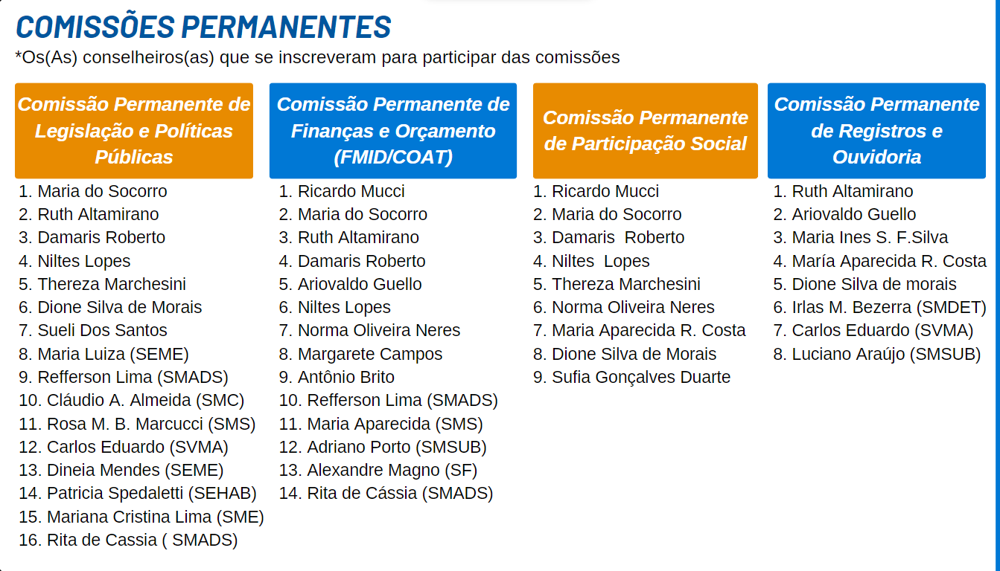 COMISSÕES PERMANENTES
*Os(As) conselheiros(as) que se inscreveram para participar das comissões
Comissão Permanente de
Legislação e Políticas
Públicas
1. Maria do Socorro
2. Ruth Altamirano
3. Damaris Roberto
4. Niltes Lopes
5. Thereza Marchesini
6. Dione Silva de Morais
7. Sueli Dos Santos
8. Maria Luiza (SEME)
9. Refferson Lima (SMADS)
10. Cláudio A. Almeida (SMC)
11. Rosa M. B. Marcucci (SMS)
12. Carlos Eduardo (SVMA)
13. Dineia Mendes (SEME)
14. Patricia Spedaletti (SEHAB)
15. Mariana Cristina Lima (SME)
16. Rita de Cassia ( SMADS)
Comissão Permanente de
Finanças e Orçamento
(FMID/COAT)
1. Ricardo Mucci
2. Maria do Socorro
3. Ruth Altamirano
4. Damaris Roberto
5. Ariovaldo Guello
6. Niltes Lopes
7. Norma Oliveira Neres
8. Margarete Campos
9. Antônio Brito
10. Refferson Lima (SMADS)
11. Maria Aparecida (SMS)
12. Adriano Porto (SMSUB)
13. Alexandre Magno (SF)
14. Rita de Cássia (SMADS)
Comissão Permanente
de Participação Social
1. Ricardo Mucci
2. Maria do Socorro
3. Damaris  Roberto
4. Niltes  Lopes
5. Thereza Marchesini
6. Norma Oliveira Neres
7. Maria Aparecida R. Costa
8. Dione Silva de Morais
9. Sufia Gonçalves Duarte
Comissão Permanente
de Registros e
Ouvidoria
1. Ruth Altamirano
2. Ariovaldo Guello
3. Maria Ines S. F.Silva
4. María Aparecida R. Costa
5. Dione Silva de morais
6. Irlas M. Bezerra (SMDET)
7. Carlos Eduardo (SVMA)
8. Luciano Araújo (SMSUB)